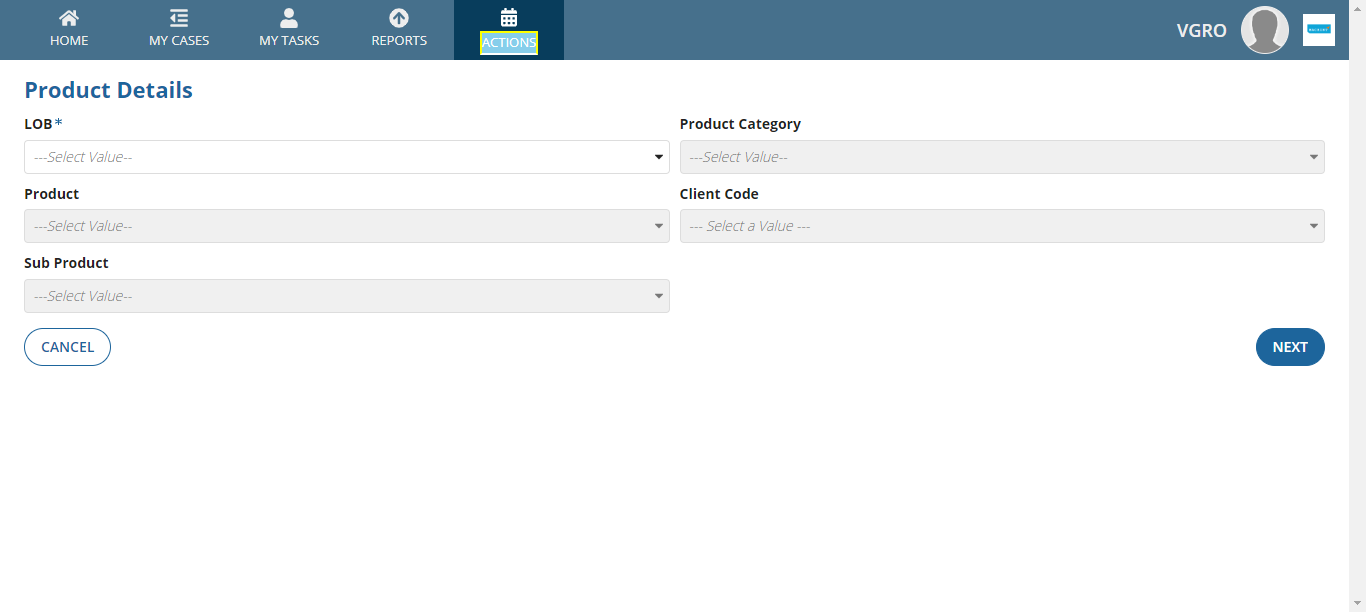 HOME
MY CASES
MY TASKS
REPORTS
ACTIONS
VGRO
Product Details
LOB*
Product Category
---Select Value--
---Select Value--
Product
Client Code
---Select Value--
--- Select a Value ---
Sub Product
---Select Value--
CANCEL
NEXT